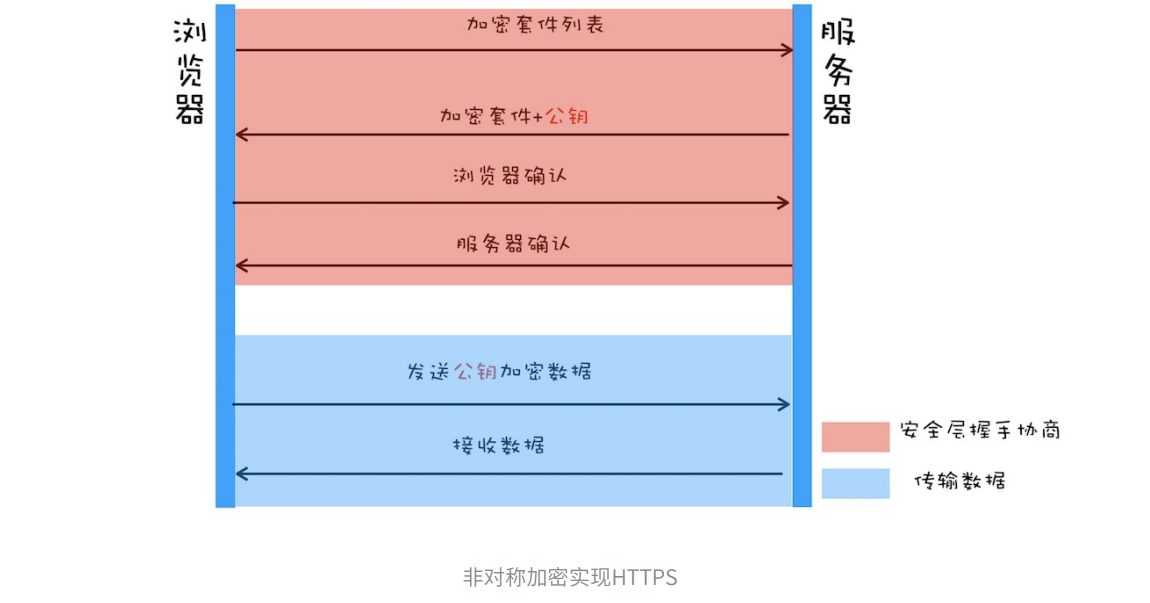 浏览器
服务器
加密套件列表
加密套件+公钥
浏览器确认
服务器确认
发送公钥加密数据
接收数据
安全层握手协商
传输数据
非对称加密实现HTTPS